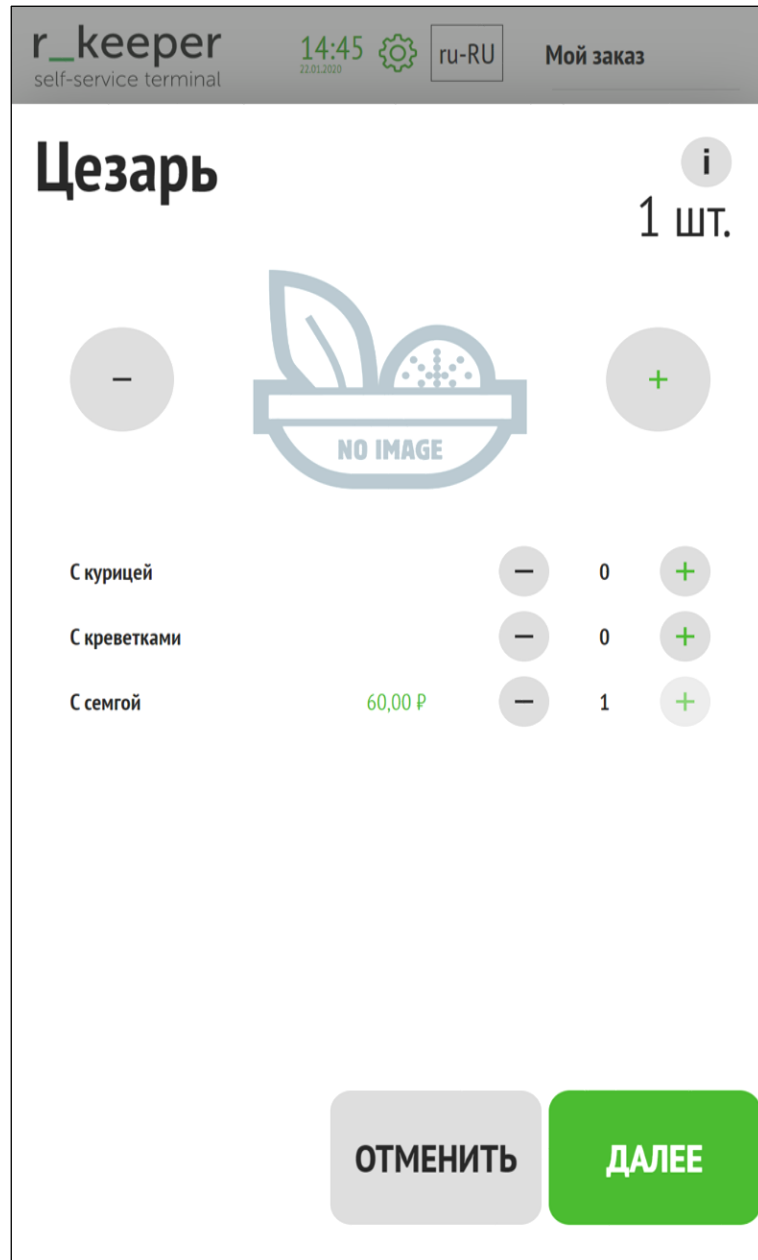 r_keeper
self-service terminal
14:45
22.01.2020
ru-RU
Мой заказ
Цезарь
i
1 шт.
−
+
NO IMAGE
С курицей − 0 +
С креветками − 0 +
С семгой 60,00 ₽ − 1 +
ОТМЕНИТЬ
ДАЛЕЕ